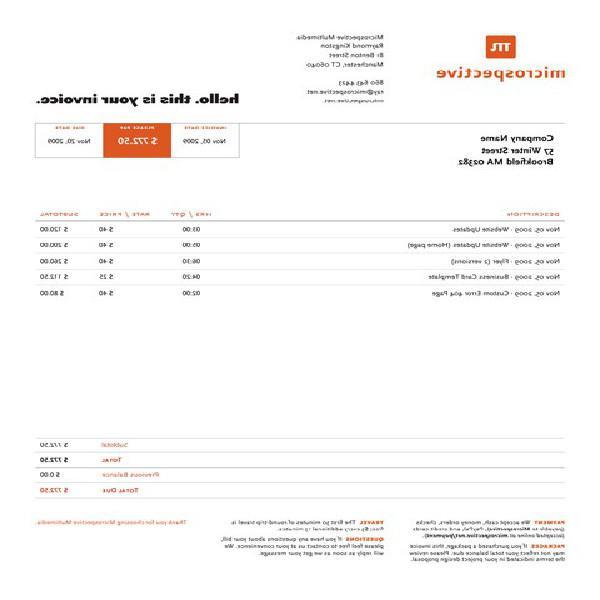 microspective
Microspective Multimedia
Raymond Kingston
81 Benton Street
Manchester, CT 06040
860 643 4423
ray@microspective.net
microspective.net
hello. this is your invoice.
Company Name
57 Winter Street
Brookfield MA 02382
INVOICE DATE PLEASE PAY DUE DATE
Nov 05, 2009 $ 772.50 Nov 20, 2009
DESCRIPTION HRS / QTY RATE / PRICE SUBTOTAL
Nov 05, 2009 · Website Updates 03:00 $ 40 $ 120.00
Nov 05, 2009 · Website Updates (Home page) 05:00 $ 40 $ 200.00
Nov 05, 2009 · Flyer (3 versions) 06:30 $ 40 $ 260.00
Nov 05, 2009 · Business Card Template 04:30 $ 25 $ 112.50
Nov 05, 2009 · Custom Error 404 Page 02:00 $ 40 $ 80.00
Subtotal $ 772.50
TOTAL $ 772.50
Previous Balance $ 0.00
TOTAL DUE $ 772.50
PAYMENT We accept cash, money orders, checks
(payable to Microspective), PayPal, and credit cards
(accepted online at microspective.net/payment).
PACKAGES If you purchased a package, this invoice
may not reflect your total balance due. Please review
the terms indicated in your project design proposal.
TRAVEL The first 90 minutes of round-trip travel is
free. $5 every additional 15 minutes.
QUESTIONS If you have any questions about your bill,
please feel free to contact us at your convenience. We
will reply as soon as we get your message.
Thank you for choosing Microspective Multimedia.